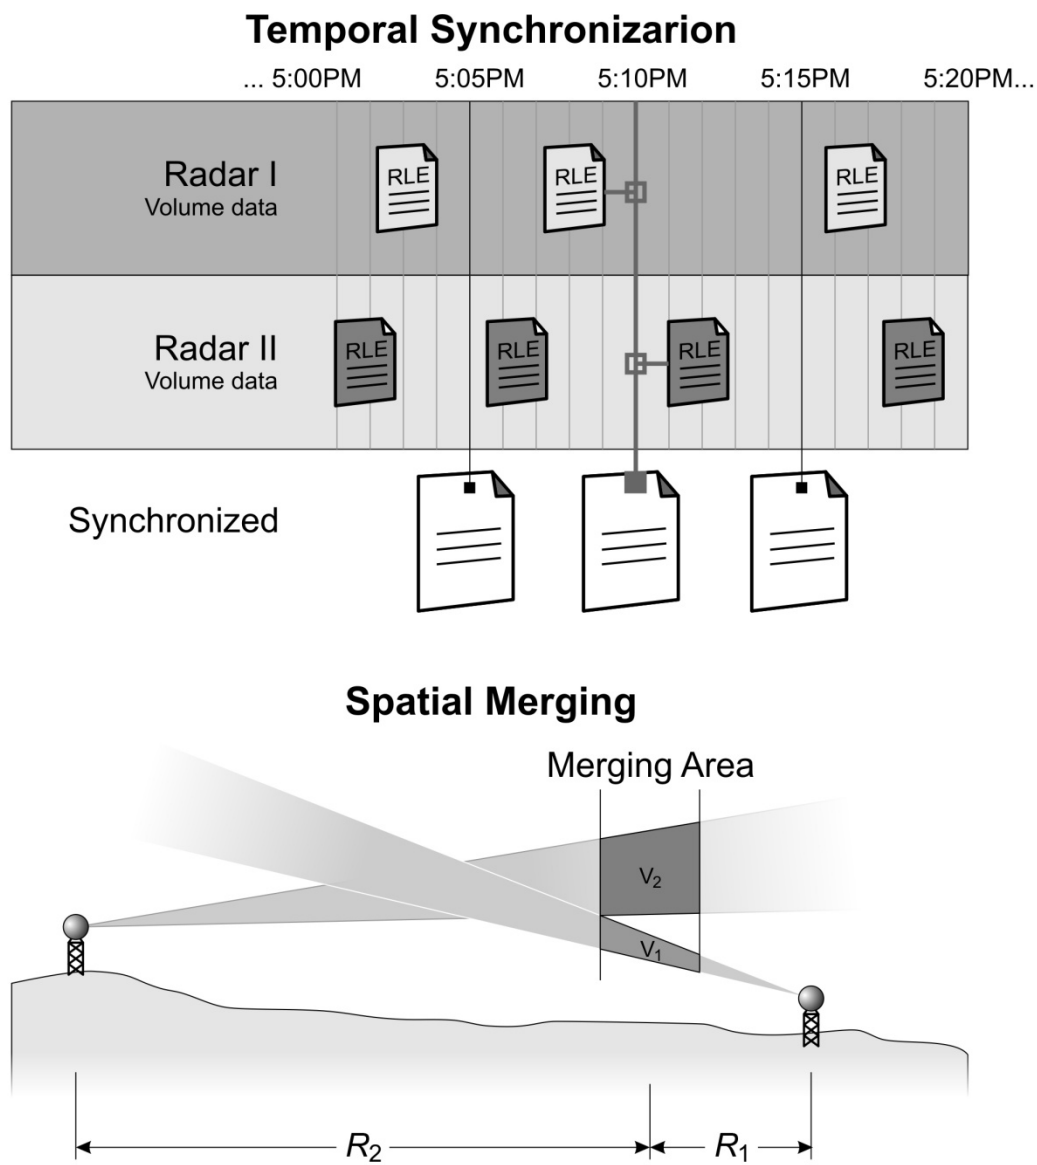 Temporal Synchronizarion
... 5:00PM 5:05PM 5:10PM 5:15PM 5:20PM...
Radar I
Volume data
RLE RLE RLE
Radar II
Volume data
RLE RLE RLE RLE
Synchronized
Spatial Merging
Merging Area
V2
V1
R2 R1